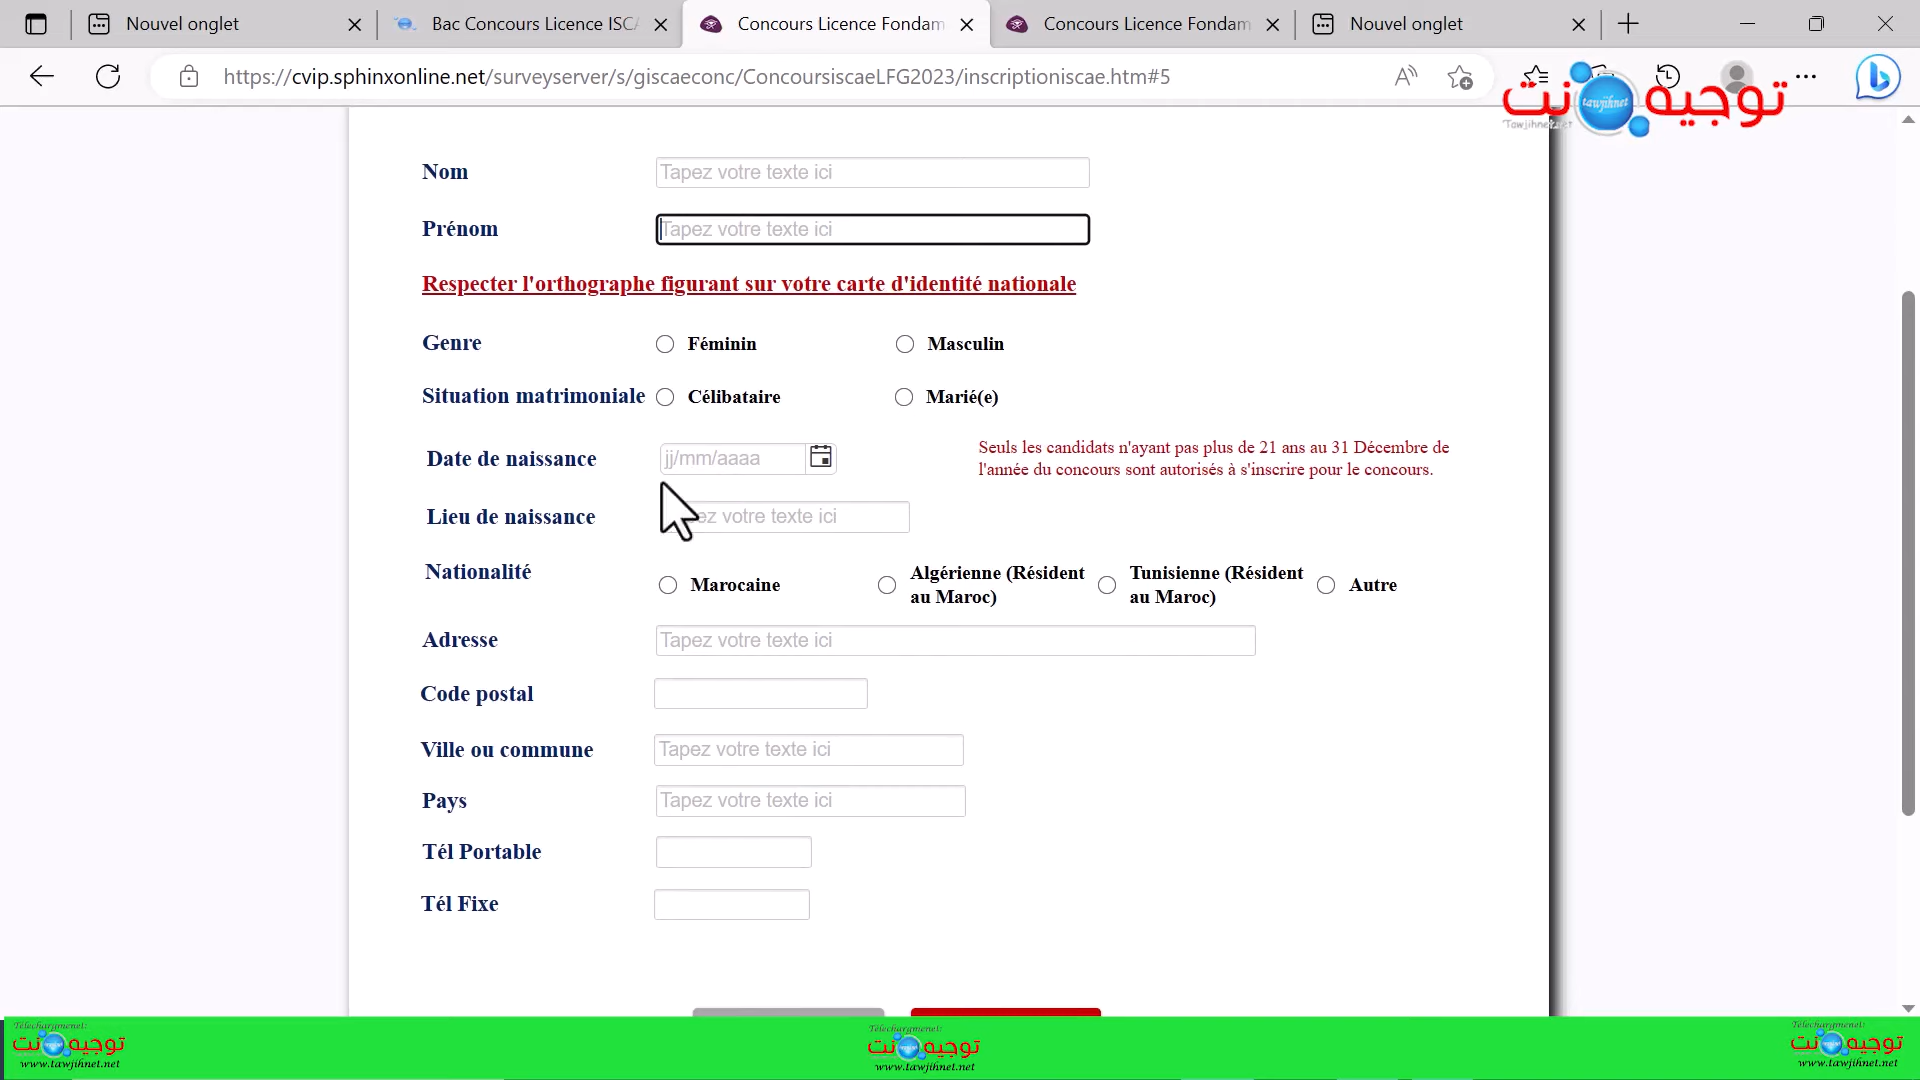 Nouvel onglet
Bac Concours Licence ISCA
Concours Licence Fondam
Concours Licence Fondam
Nouvel onglet
https://cvip.sphinxonline.net/surveyserver/s/giscaeconc/ConcoursiscaeLFG2023/inscriptioniscae.htm#5
توجيه نت
tawjihnet
Tawjihnet.net
Nom
Tapez votre texte ici
Prénom
Tapez votre texte ici
Respecter l'orthographe figurant sur votre carte d'identité nationale
Genre
Féminin
Masculin
Situation matrimoniale
Célibataire
Marié(e)
Date de naissance
jj/mm/aaaa
Seuls les candidats n'ayant pas plus de 21 ans au 31 Décembre de
l'année du concours sont autorisés à s'inscrire pour le concours.
Lieu de naissance
ez votre texte ici
Nationalité
Marocaine
Algérienne (Résident
au Maroc)
Tunisienne (Résident
au Maroc)
Autre
Adresse
Tapez votre texte ici
Code postal
Ville ou commune
Tapez votre texte ici
Pays
Tapez votre texte ici
Tél Portable
Tél Fixe
Télechargmenet:
توجيه نت
www.tawjihnet.net
Télechargmenet:
توجيه نت
www.tawjihnet.net
Télechargmenet:
توجيه نت
www.tawjihnet.net